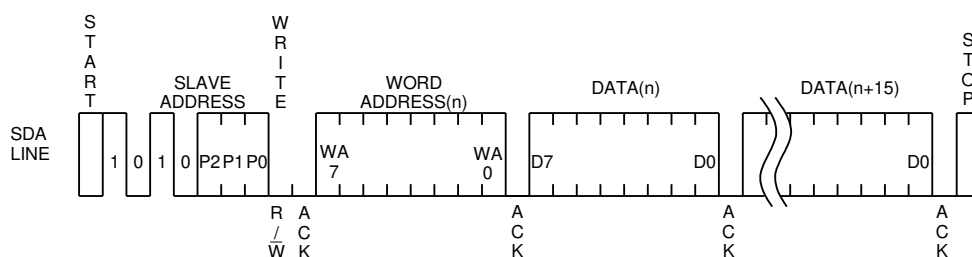 START
WRITE
STOP
SLAVE
ADDRESS
WORD
ADDRESS(n)
DATA(n)
DATA(n+15)
SDA
LINE
1 0 1 0 P2 P1 P0
WA
7
WA
0
D7
D0
D0
R/W̅
ACK
ACK
ACK
ACK